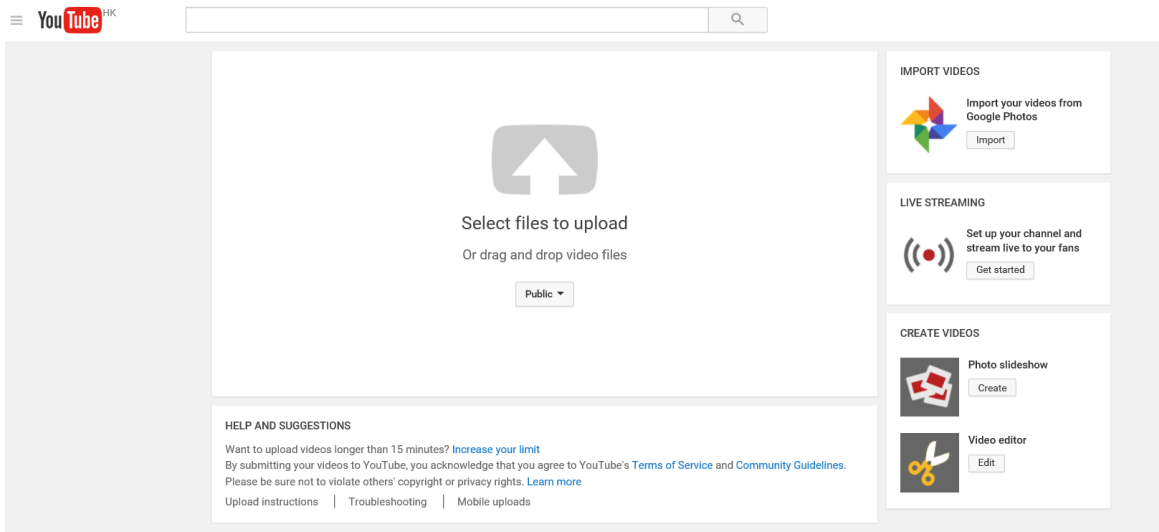 YouTube HK
Select files to upload
Or drag and drop video files
Public
HELP AND SUGGESTIONS
Want to upload videos longer than 15 minutes? Increase your limit
By submitting your videos to YouTube, you acknowledge that you agree to YouTube's Terms of Service and Community Guidelines.
Please be sure not to violate others' copyright or privacy rights. Learn more
Upload instructions | Troubleshooting | Mobile uploads
IMPORT VIDEOS
Import your videos from
Google Photos
Import
LIVE STREAMING
Set up your channel and
stream live to your fans
Get started
CREATE VIDEOS
Photo slideshow
Create
Video editor
Edit